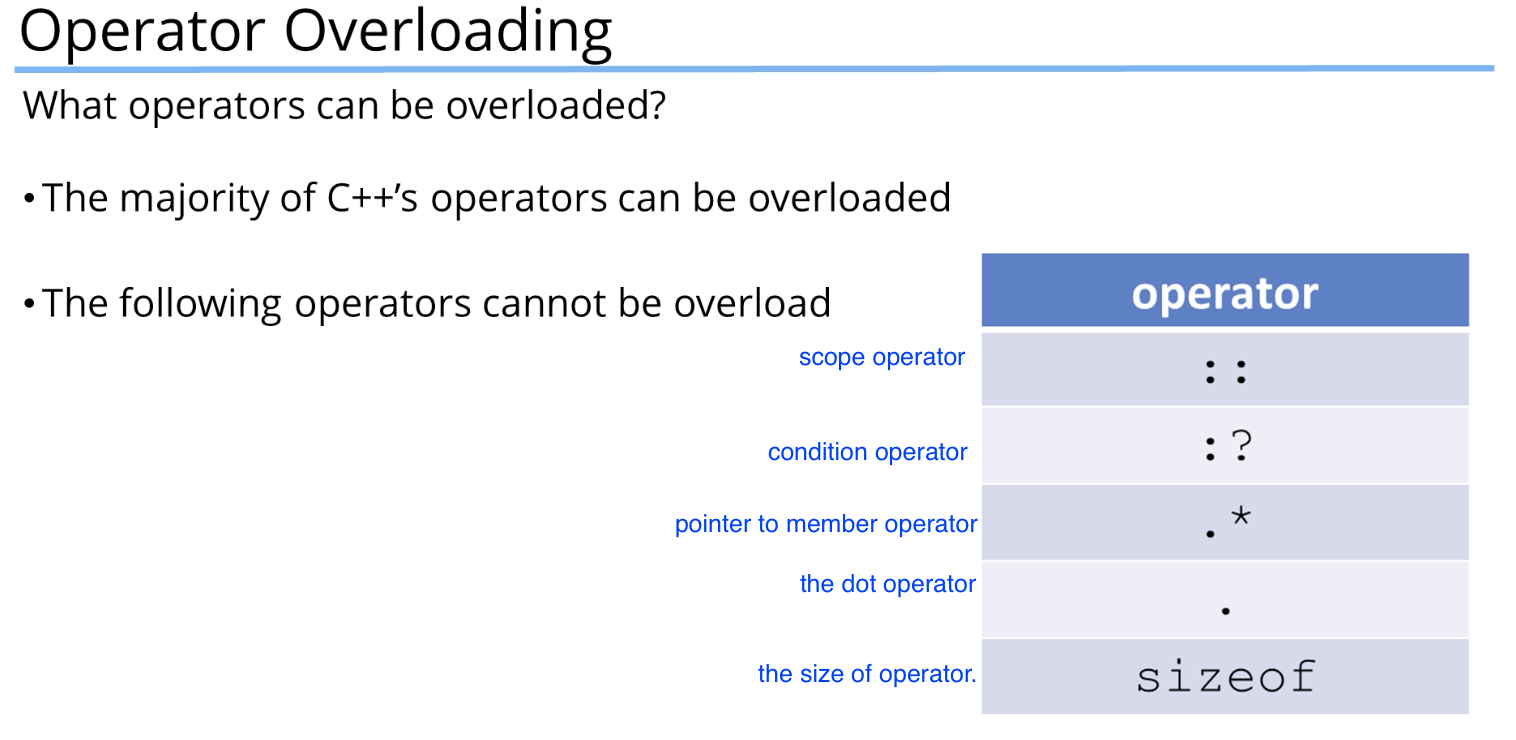 Operator Overloading
What operators can be overloaded?
•The majority of C++’s operators can be overloaded
•The following operators cannot be overload
operator
scope operator ::
condition operator :?
pointer to member operator .*
the dot operator .
the size of operator. sizeof